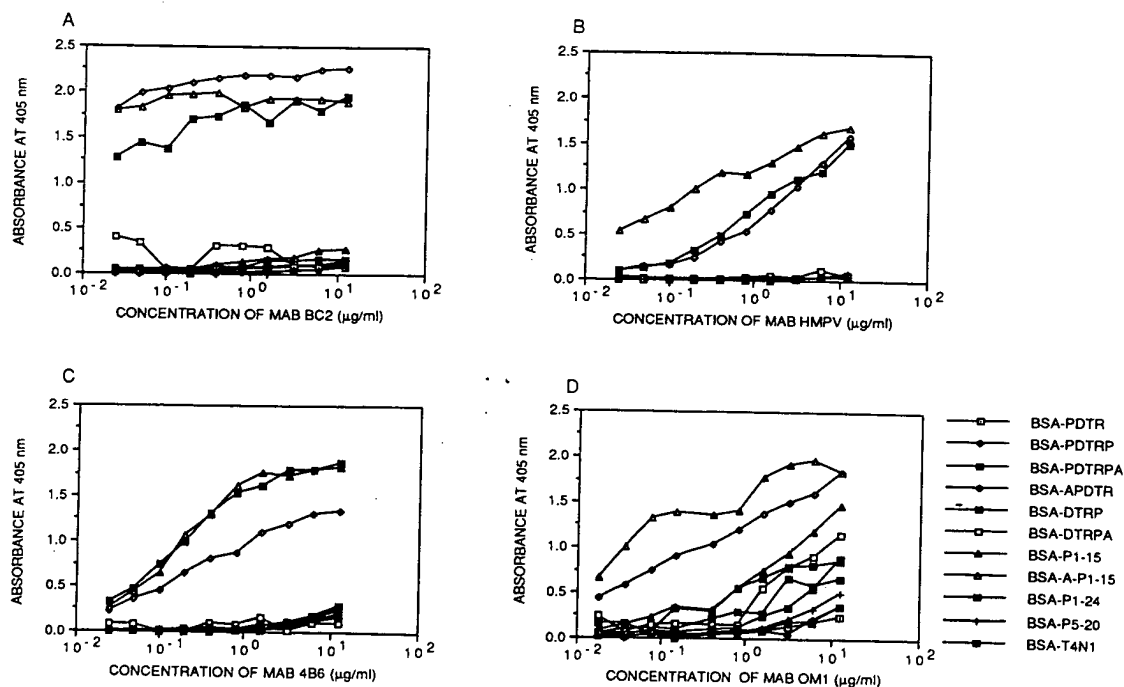 A
2.5
2.0
1.5
1.0
0.5
0.0
ABSORBANCE AT 405 nm
10-2
10-1
100
101
102
CONCENTRATION OF MAB BC2 (µg/ml)
B
2.5
2.0
1.5
1.0
0.5
0.0
ABSORBANCE AT 405 nm
10-2
10-1
100
101
102
CONCENTRATION OF MAB HMPV (µg/ml)
C
2.5
2.0
1.5
1.0
0.5
0.0
ABSORBANCE AT 405 nm
10-2
10-1
100
101
102
CONCENTRATION OF MAB 4B6 (µg/ml)
D
2.5
2.0
1.5
1.0
0.5
0.0
ABSORBANCE AT 405 nm
10-2
10-1
100
101
102
CONCENTRATION OF MAB OM1 (µg/ml)
BSA-PDTR
BSA-PDTRP
BSA-PDTRPA
BSA-APDTR
BSA-DTRP
BSA-DTRPA
BSA-P1-15
BSA-A-P1-15
BSA-P1-24
BSA-P5-20
BSA-T4N1